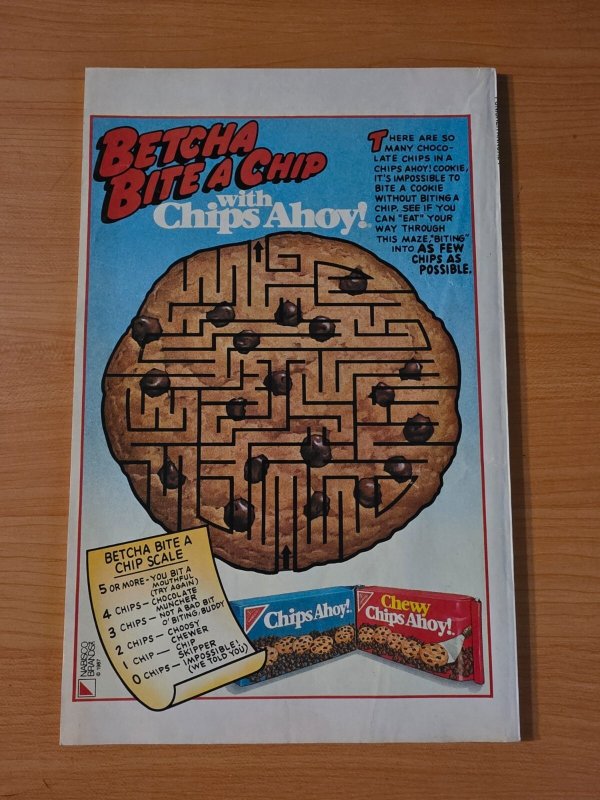 BETCHA
BITE A CHIP
with
Chips Ahoy!
THERE ARE SO
MANY CHOCO-
LATE CHIPS IN A
CHIPS AHOY! COOKIE,
IT'S IMPOSSIBLE TO
BITE A COOKIE
WITHOUT BITING A
CHIP. SEE IF YOU
CAN "EAT" YOUR
WAY THROUGH
THIS MAZE, "BITING"
INTO AS FEW
CHIPS AS
POSSIBLE.
BETCHA BITE A
CHIP SCALE
5 OR MORE - YOU BIT A
MOUTHFUL
(TRY AGAIN)
4 CHIPS - CHOCOLATE
MUNCHER
3 CHIPS - NOT A BAD BIT
O' BITING, BUDDY
2 CHIPS - CHOOSY
CHEWER
1 CHIP - CHIP
SKIPPER
0 CHIPS - IMPOSSIBLE!
(WE TOLD YOU)
Chips Ahoy!
Chewy
Chips Ahoy!
NABISCO
BRANDS
© 1987